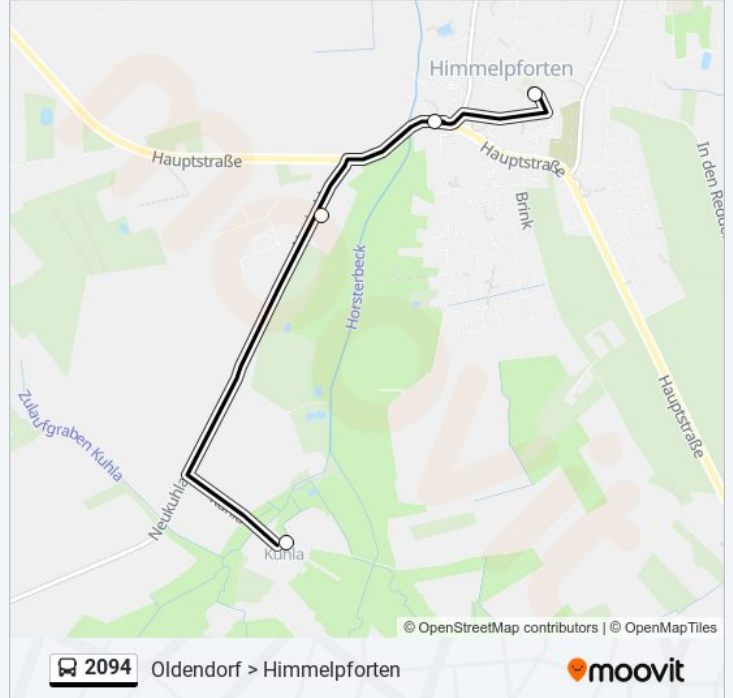 Himmelpforten
Hauptstraße
Hauptstraße
In den Redder
Brink
Horsterbeck
Hauptstraße
Zulaufgraben Kuhla
Neukuhla
Kuhla
© OpenStreetMap contributors | © OpenMapTiles
2094 Oldendorf > Himmelpforten moovit